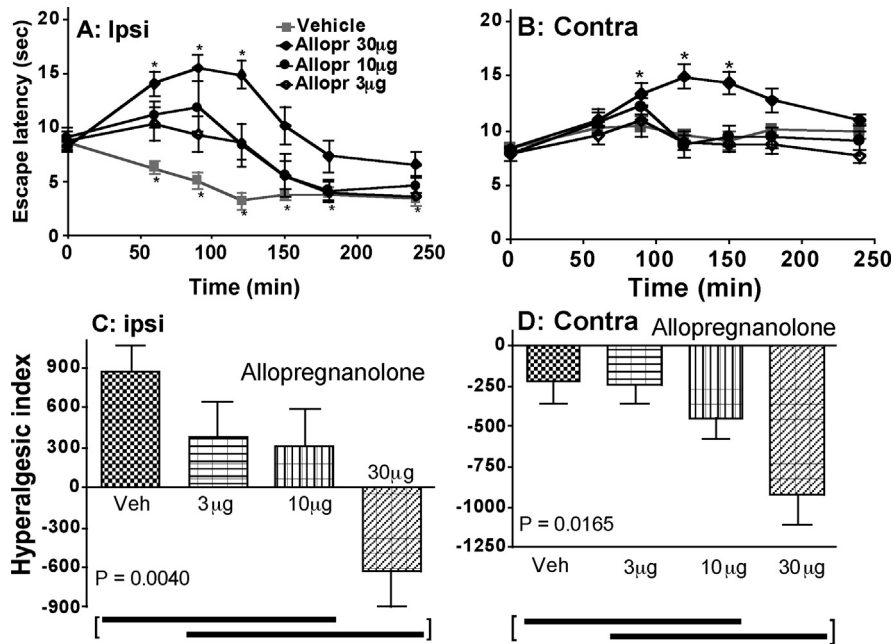 A: Ipsi
Vehicle
Allopr 30µg
Allopr 10µg
Allopr 3µg
Escape latency (sec)
20
15
10
5
0
* * *
* * * * * *
0 50 100 150 200 250
Time (min)
B: Contra
20
15
10
5
0
* * *
0 50 100 150 200 250
Time (min)
C: ipsi
Allopregnanolone
Hyperalgesic index
900
600
300
0
-300
-600
-900
Veh 3µg 10µg 30µg
P = 0.0040
[ ]
D: Contra
Allopregnanolone
0
-250
-500
-750
-1000
-1250
P = 0.0165
Veh 3µg 10µg 30µg
[ ]